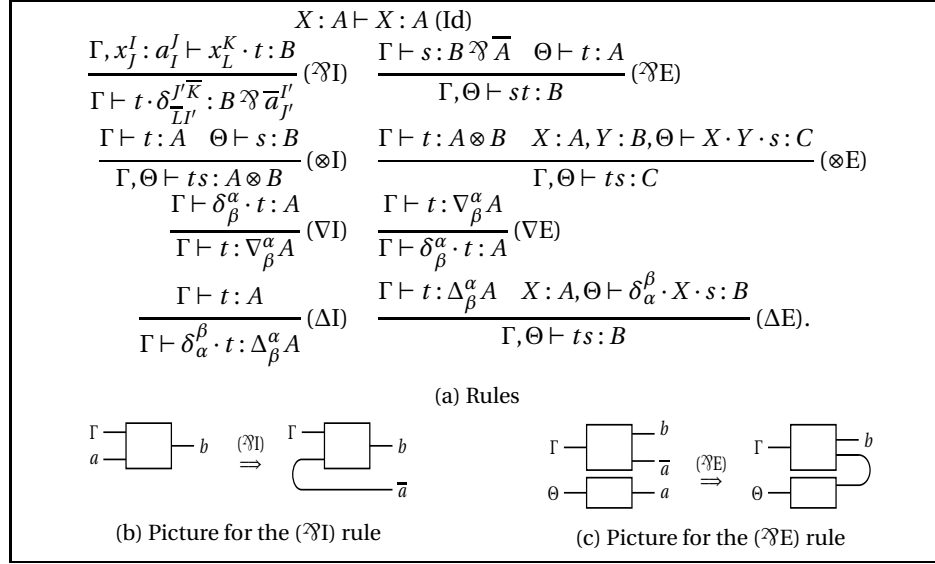 X : A ⊢ X : A (Id)
Γ, x_J^I : a_I^J ⊢ x_L^K · t : B
Γ ⊢ t · δ_{\overline{L}I'}^{J'\overline{K}} : B ⅋ \overline{a}_{J'}^{I'} (⅋I)
Γ ⊢ s : B ⅋ \overline{A} Θ ⊢ t : A
Γ, Θ ⊢ st : B (⅋E)
Γ ⊢ t : A Θ ⊢ s : B
Γ, Θ ⊢ ts : A ⊗ B (⊗I)
Γ ⊢ t : A ⊗ B X : A, Y : B, Θ ⊢ X · Y · s : C
Γ, Θ ⊢ ts : C (⊗E)
Γ ⊢ δ_β^α · t : A
Γ ⊢ t : ∇_β^α A (∇I)
Γ ⊢ t : ∇_β^α A
Γ ⊢ δ_β^α · t : A (∇E)
Γ ⊢ t : A
Γ ⊢ δ_α^β · t : Δ_β^α A (ΔI)
Γ ⊢ t : Δ_β^α A X : A, Θ ⊢ δ_α^β · X · s : B
Γ, Θ ⊢ ts : B (ΔE).
(a) Rules
Γ
a
b
(⅋I)
⇒
Γ
b
\overline{a}
(b) Picture for the (⅋I) rule
Γ
b
\overline{a}
Θ
a
(⅋E)
⇒
Γ
b
Θ
(c) Picture for the (⅋E) rule